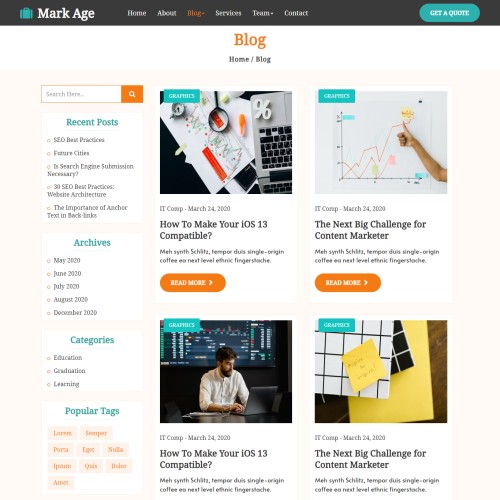 Mark Age
Home About Blog Services Team Contact
GET A QUOTE
Blog
Home / Blog
Search Here..
Recent Posts
SEO Best Practices
Future Cities
Is Search Engine Submission
Necessary?
30 SEO Best Practices:
Website Architecture
The Importance of Anchor
Text in Back-links
Archives
May 2020
June 2020
July 2020
August 2020
December 2020
Categories
Education
Graduation
Learning
Popular Tags
Lorem Semper
Porta Eget Nulla
Ipsum Quis Dolor
Amet
GRAPHICS
%
IT Comp - March 24, 2020
How To Make Your iOS 13
Compatible?
Meh synth Schlitz, tempor duis single-origin
coffee ea next level ethnic fingerstache.
READ MORE
GRAPHICS
IT Comp - March 24, 2020
The Next Big Challenge for
Content Marketer
Meh synth Schlitz, tempor duis single-origin
coffee ea next level ethnic fingerstache.
READ MORE
GRAPHICS
IT Comp - March 24, 2020
How To Make Your iOS 13
Compatible?
Meh synth Schlitz, tempor duis single-origin
coffee ea next level ethnic fingerstache.
GRAPHICS
IT Comp - March 24, 2020
The Next Big Challenge for
Content Marketer
Meh synth Schlitz, tempor duis single-origin
coffee ea next level ethnic fingerstache.